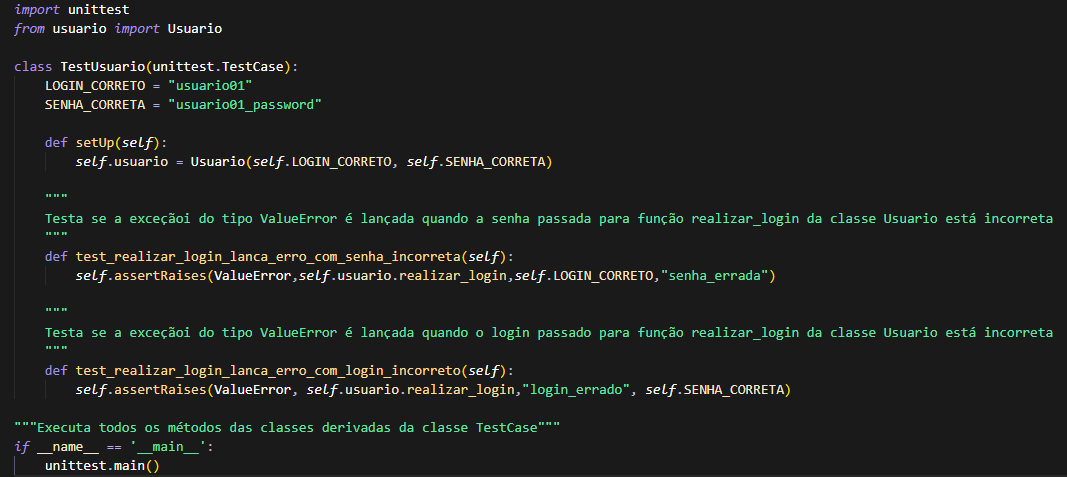 import unittest
from usuario import Usuario
class TestUsuario(unittest.TestCase):
LOGIN_CORRETO = "usuario01"
SENHA_CORRETA = "usuario01_password"
def setUp(self):
self.usuario = Usuario(self.LOGIN_CORRETO, self.SENHA_CORRETA)
"""
Testa se a exceçãoi do tipo ValueError é lançada quando a senha passada para função realizar_login da classe Usuario está incorreta
"""
def test_realizar_login_lanca_erro_com_senha_incorreta(self):
self.assertRaises(ValueError,self.usuario.realizar_login,self.LOGIN_CORRETO,"senha_errada")
"""
Testa se a exceçãoi do tipo ValueError é lançada quando o login passado para função realizar_login da classe Usuario está incorreta
"""
def test_realizar_login_lanca_erro_com_login_incorreto(self):
self.assertRaises(ValueError, self.usuario.realizar_login,"login_errado", self.SENHA_CORRETA)
"""Executa todos os métodos das classes derivadas da classe TestCase"""
if __name__ == '__main__':
unittest.main()